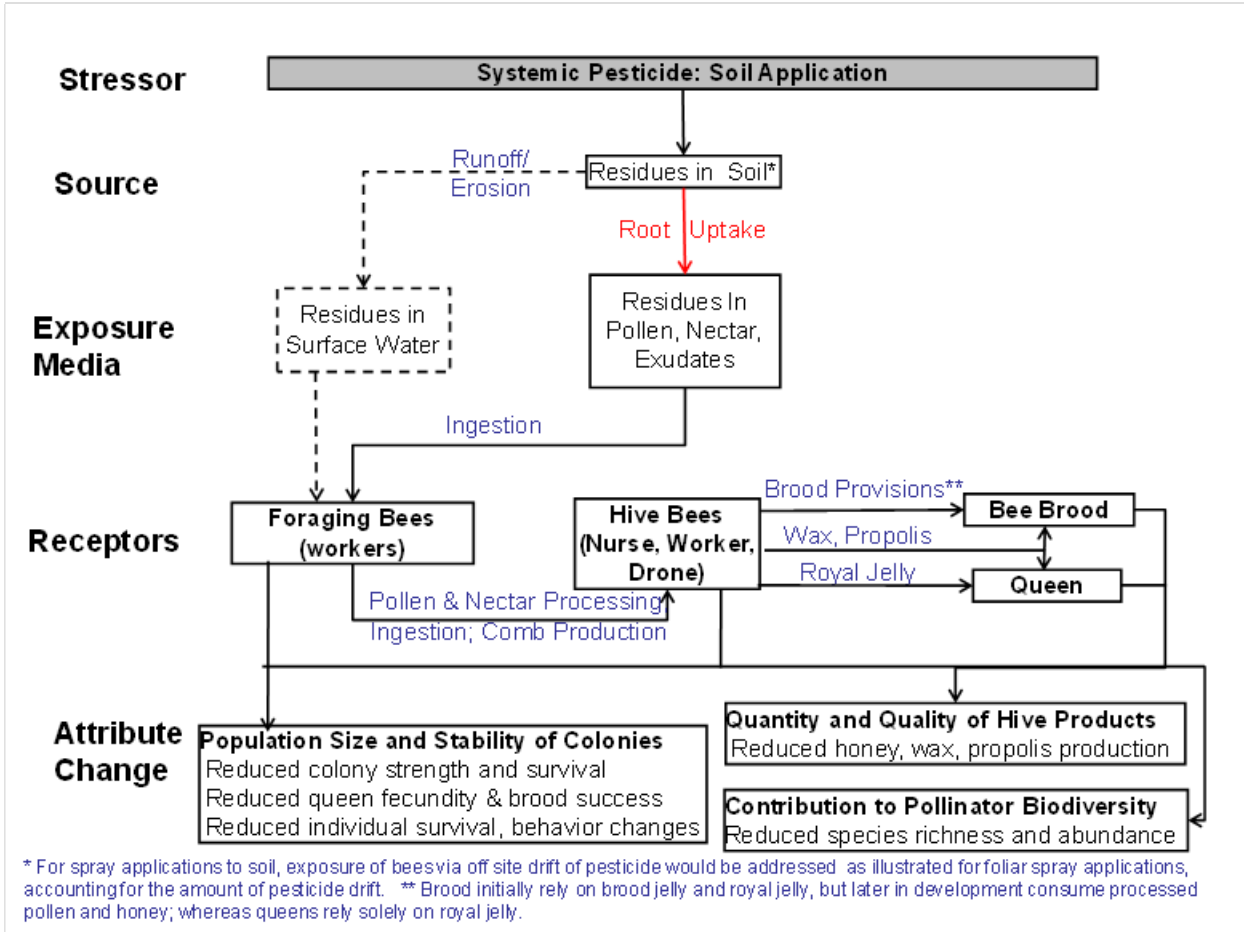 Stressor
Systemic Pesticide: Soil Application
Source
Runoff/
Erosion
Residues in Soil*
Root Uptake
Exposure
Media
Residues in
Surface Water
Residues In
Pollen, Nectar,
Exudates
Ingestion
Receptors
Foraging Bees
(workers)
Hive Bees
(Nurse, Worker,
Drone)
Brood Provisions**
Bee Brood
Wax, Propolis
Royal Jelly
Queen
Pollen & Nectar Processing
Ingestion; Comb Production
Attribute
Change
Population Size and Stability of Colonies
Reduced colony strength and survival
Reduced queen fecundity & brood success
Reduced individual survival, behavior changes
Quantity and Quality of Hive Products
Reduced honey, wax, propolis production
Contribution to Pollinator Biodiversity
Reduced species richness and abundance
* For spray applications to soil, exposure of bees via off site drift of pesticide would be addressed as illustrated for foliar spray applications,
accounting for the amount of pesticide drift. ** Brood initially rely on brood jelly and royal jelly, but later in development consume processed
pollen and honey; whereas queens rely solely on royal jelly.